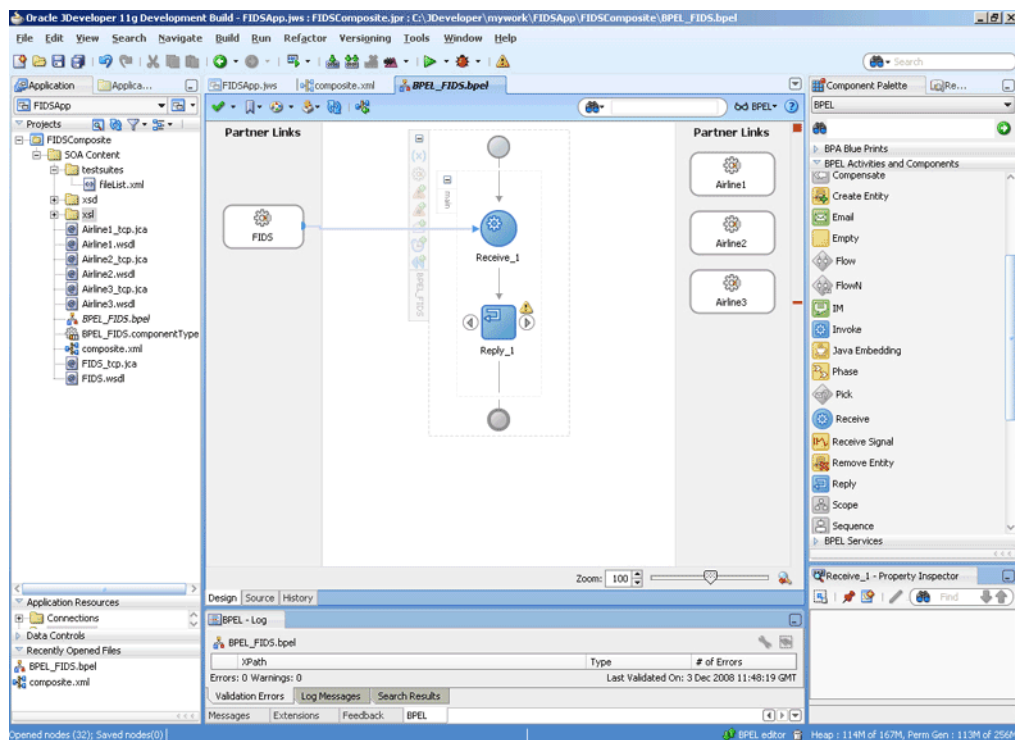 Oracle JDeveloper 11g Development Build - FIDSApp.jws : FIDSComposite.jpr : C:\JDeveloper\mywork\FIDSApp\FIDSComposite\BPEL_FIDS.bpel
File Edit View Search Navigate Build Run Refactor Versigning Tools Window Help
Search
Application Applica...
FIDSApp.jws composite.xml BPEL_FIDS.bpel
Component Palette Re...
FIDSApp
BPEL
BPEL
Projects
FIDSComposite
SOA Content
testsuites
fileList.xml
xsd
xsl
Airline1_tcp.jca
Airline1.wsdl
Airline2_tcp.jca
Airline2.wsdl
Airline3_tcp.jca
Airline3.wsdl
BPEL_FIDS.bpel
BPEL_FIDS.componentType
composite.xml
FIDS_tcp.jca
FIDS.wsdl
Partner Links
FIDS
main
BPEL_FIDS
Receive_1
Reply_1
Partner Links
Airline1
Airline2
Airline3
BPA Blue Prints
BPEL Activities and Components
Compensate
Create Entity
Email
Empty
Flow
FlowN
IM
Invoke
Java Embedding
Phase
Pick
Receive
Receive Signal
Remove Entity
Reply
Scope
Sequence
BPEL Services
Zoom: 100
Design Source History
Receive_1 - Property Inspector
Find
Application Resources
Connections
Data Controls
Recently Opened Files
BPEL_FIDS.bpel
composite.xml
BPEL - Log
BPEL_FIDS.bpel
XPath Type # of Errors
Errors: 0 Warnings: 0 Last Validated On: 3 Dec 2008 11:48:19 GMT
Validation Errors Log Messages Search Results
Messages Extensions Feedback BPEL
Opened nodes (32); Saved nodes(0) BPEL editor Heap : 114M of 167M, Perm Gen : 113M of 256M